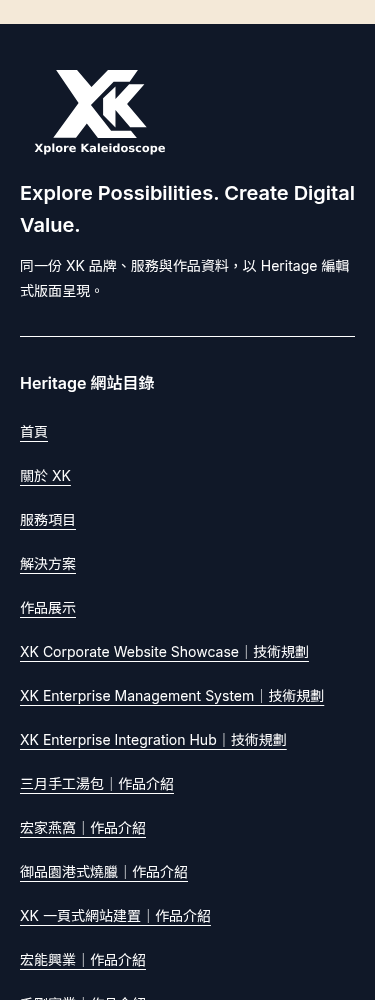 XK
Xplore Kaleidoscope
Explore Possibilities. Create Digital
Value.
同一份 XK 品牌、服務與作品資料，以 Heritage 編輯
式版面呈現。
Heritage 網站目錄
首頁
關於 XK
服務項目
解決方案
作品展示
XK Corporate Website Showcase｜技術規劃
XK Enterprise Management System｜技術規劃
XK Enterprise Integration Hub｜技術規劃
三月手工湯包｜作品介紹
宏家燕窩｜作品介紹
御品園港式燒臘｜作品介紹
XK 一頁式網站建置｜作品介紹
宏能興業｜作品介紹